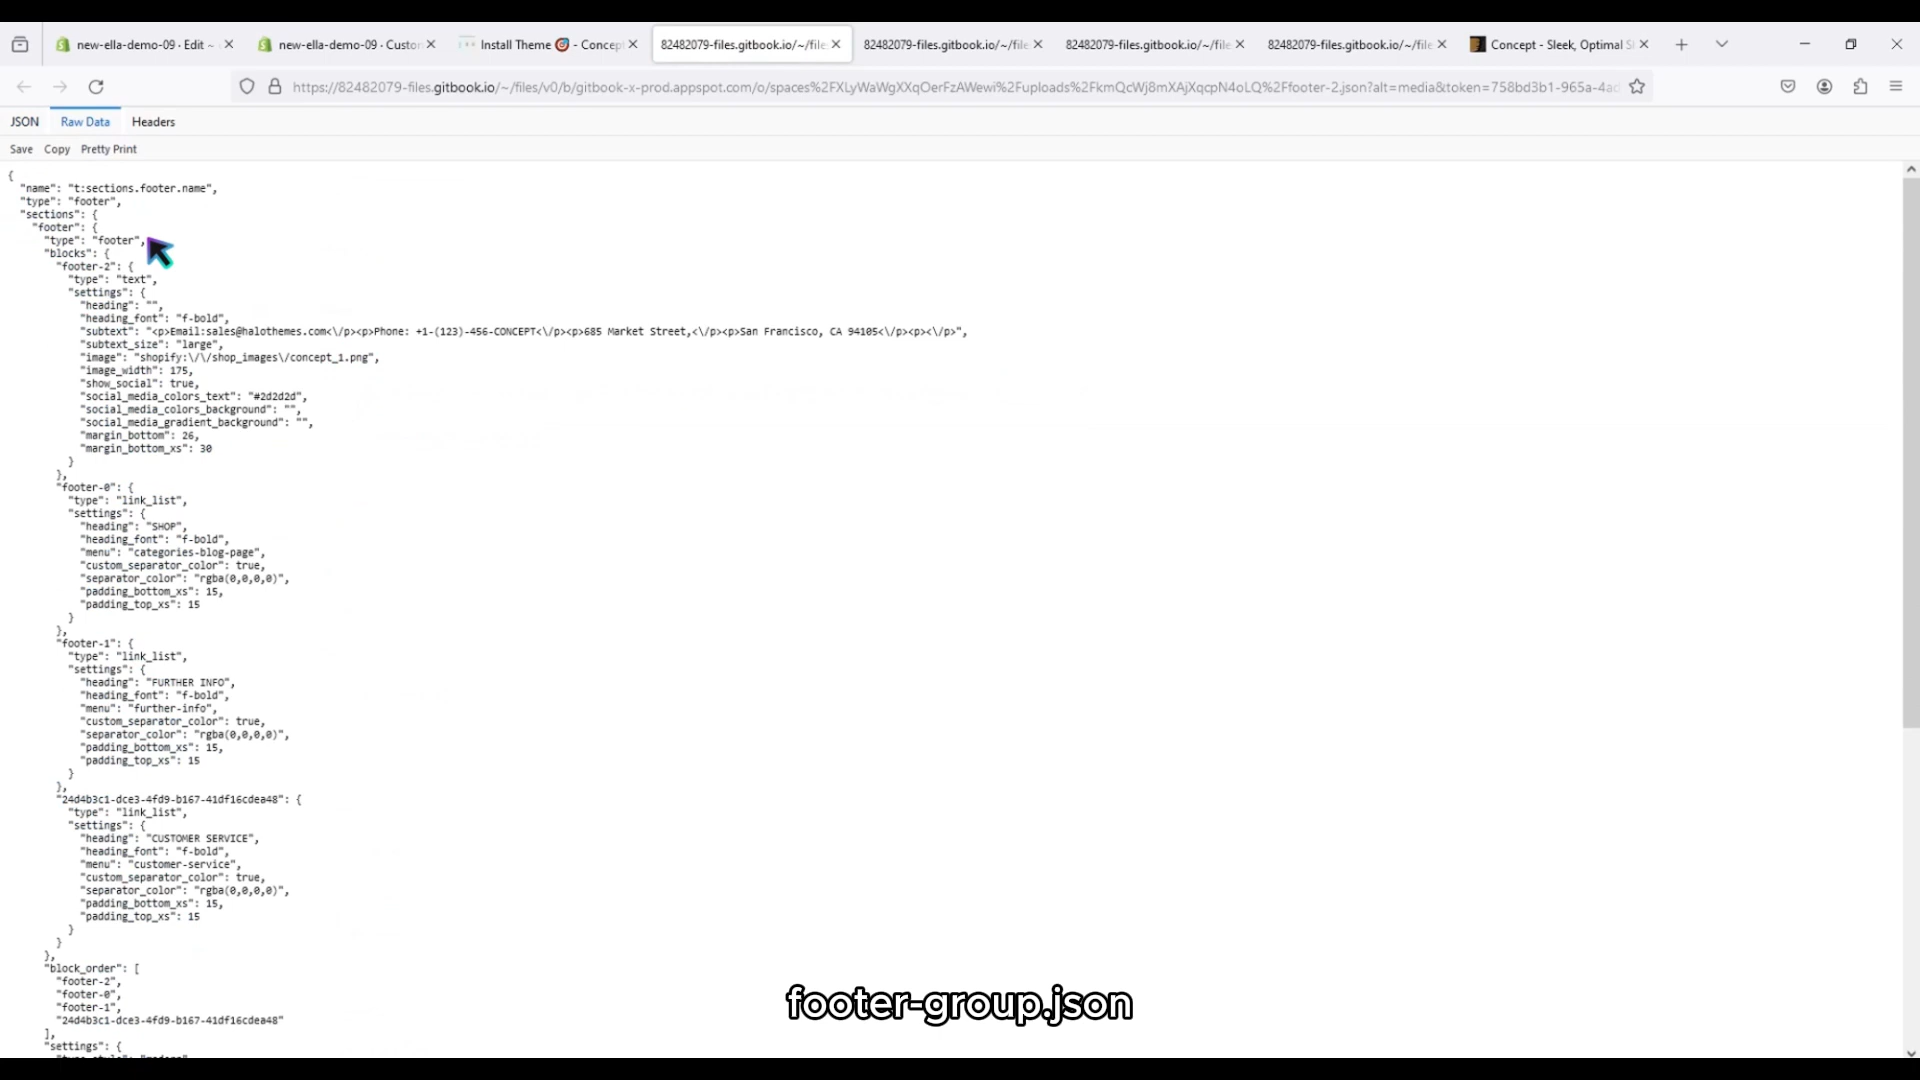 new-ella-demo-09 · Edit ~
new-ella-demo-09 · Custo
Install Theme 🎯 - Concep
82482079-files.gitbook.io/~/file
82482079-files.gitbook.io/~/file
82482079-files.gitbook.io/~/file
82482079-files.gitbook.io/~/file
Concept - Sleek, Optimal S
https://82482079-files.gitbook.io/~/files/v0/b/gitbook-x-prod.appspot.com/o/spaces%2FXLyWaWgXXqOerFzAWewi%2Fuploads%2FkmQcWj8mXAjXqcpN4oLQ%2Ffooter-2.json?alt=media&token=758bd3b1-965a-4ad
JSON Raw Data Headers
Save Copy Pretty Print
{
"name": "t:sections.footer.name",
"type": "footer",
"sections": {
"footer": {
"type": "footer",
"blocks": {
"footer-2": {
"type": "text",
"settings": {
"heading": "",
"heading_font": "f-bold",
"subtext": "<p>Email:sales@halothemes.com<\/p><p>Phone: +1-(123)-456-CONCEPT<\/p><p>685 Market Street,<\/p><p>San Francisco, CA 94105<\/p><p><\/p>",
"subtext_size": "large",
"image": "shopify:\/\/shop_images\/concept_1.png",
"image_width": 175,
"show_social": true,
"social_media_colors_text": "#2d2d2d",
"social_media_colors_background": "",
"social_media_gradient_background": "",
"margin_bottom": 26,
"margin_bottom_xs": 30
}
},
"footer-0": {
"type": "link_list",
"settings": {
"heading": "SHOP",
"heading_font": "f-bold",
"menu": "categories-blog-page",
"custom_separator_color": true,
"separator_color": "rgba(0,0,0,0)",
"padding_bottom_xs": 15,
"padding_top_xs": 15
}
},
"footer-1": {
"type": "link_list",
"settings": {
"heading": "FURTHER INFO",
"heading_font": "f-bold",
"menu": "further-info",
"custom_separator_color": true,
"separator_color": "rgba(0,0,0,0)",
"padding_bottom_xs": 15,
"padding_top_xs": 15
}
},
"24d4b3c1-dce3-4fd9-b167-41df16cdea48": {
"type": "link_list",
"settings": {
"heading": "CUSTOMER SERVICE",
"heading_font": "f-bold",
"menu": "customer-service",
"custom_separator_color": true,
"separator_color": "rgba(0,0,0,0)",
"padding_bottom_xs": 15,
"padding_top_xs": 15
}
}
},
"block_order": [
"footer-2",
"footer-0",
"footer-1",
"24d4b3c1-dce3-4fd9-b167-41df16cdea48"
],
"settings": {
footer-group.json